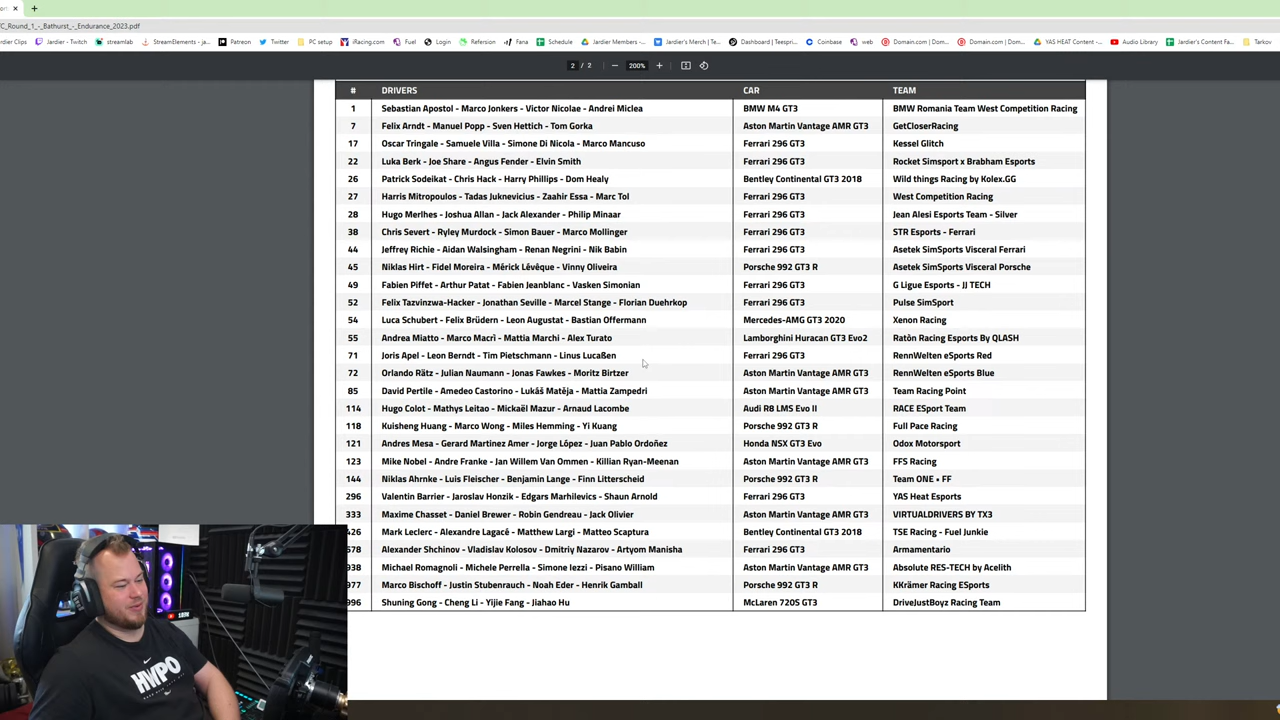 C_Round_1_-_Bathurst_-_Endurance_2023.pdf
Jardier Clips Jardier - Twitch streamlab StreamElements - ja... Patreon Twitter PC setup iRacing.com Fuel Login Refersion Fana Schedule Jardier Members -... Jardier's Merch | Te... Dashboard | Teespri... Coinbase web Domain.com | Dom... Domain.com | Dom... YAS HEAT Content -... Audio Library Jardier's Content Fa... Tarkov
2 / 2 200%
# DRIVERS CAR TEAM
1 Sebastian Apostol - Marco Jonkers - Victor Nicolae - Andrei Miclea BMW M4 GT3 BMW Romania Team West Competition Racing
7 Felix Arndt - Manuel Popp - Sven Hettich - Tom Gorka Aston Martin Vantage AMR GT3 GetCloserRacing
17 Oscar Tringale - Samuele Villa - Simone Di Nicola - Marco Mancuso Ferrari 296 GT3 Kessel Glitch
22 Luka Berk - Joe Share - Angus Fender - Elvin Smith Ferrari 296 GT3 Rocket Simsport x Brabham Esports
26 Patrick Sodeikat - Chris Hack - Harry Phillips - Dom Healy Bentley Continental GT3 2018 Wild things Racing by Kolex.GG
27 Harris Mitropoulos - Tadas Juknevicius - Zaahir Essa - Marc Tol Ferrari 296 GT3 West Competition Racing
28 Hugo Merlhes - Joshua Allan - Jack Alexander - Philip Minaar Ferrari 296 GT3 Jean Alesi Esports Team - Silver
38 Chris Severt - Ryley Murdock - Simon Bauer - Marco Mollinger Ferrari 296 GT3 STR Esports - Ferrari
44 Jeffrey Richie - Aidan Walsingham - Renan Negrini - Nik Babin Ferrari 296 GT3 Asetek SimSports Visceral Ferrari
45 Niklas Hirt - Fidel Moreira - Mérick Lévêque - Vinny Oliveira Porsche 992 GT3 R Asetek SimSports Visceral Porsche
49 Fabien Piffet - Arthur Patat - Fabien Jeanblanc - Vasken Simonian Ferrari 296 GT3 G Ligue Esports - JJ TECH
52 Felix Tazvinzwa-Hacker - Jonathan Seville - Marcel Stange - Florian Duehrkop Ferrari 296 GT3 Pulse SimSport
54 Luca Schubert - Felix Brüdern - Leon Augustat - Bastian Offermann Mercedes-AMG GT3 2020 Xenon Racing
55 Andrea Miatto - Marco Macrì - Mattia Marchi - Alex Turato Lamborghini Huracan GT3 Evo2 Ratôn Racing Esports By QLASH
71 Joris Apel - Leon Berndt - Tim Pietschmann - Linus Lucaßen Ferrari 296 GT3 RennWelten eSports Red
72 Orlando Rätz - Julian Naumann - Jonas Fawkes - Moritz Birtzer Aston Martin Vantage AMR GT3 RennWelten eSports Blue
85 David Pertile - Amedeo Castorino - Lukáš Matěja - Mattia Zampedri Aston Martin Vantage AMR GT3 Team Racing Point
114 Hugo Colot - Mathys Leitao - Mickaël Mazur - Arnaud Lacombe Audi R8 LMS Evo II RACE ESport Team
118 Kuisheng Huang - Marco Wong - Miles Hemming - Yi Kuang Porsche 992 GT3 R Full Pace Racing
121 Andres Mesa - Gerard Martinez Amer - Jorge López - Juan Pablo Ordoñez Honda NSX GT3 Evo Odox Motorsport
123 Mike Nobel - Andre Franke - Jan Willem Van Ommen - Killian Ryan-Meenan Aston Martin Vantage AMR GT3 FFS Racing
144 Niklas Ahrnke - Luis Fleischer - Benjamin Lange - Finn Litterscheid Porsche 992 GT3 R Team ONE • FF
296 Valentin Barrier - Jaroslav Honzik - Edgars Marhilevics - Shaun Arnold Ferrari 296 GT3 YAS Heat Esports
333 Maxime Chasset - Daniel Brewer - Robin Gendreau - Jack Olivier Aston Martin Vantage AMR GT3 VIRTUALDRIVERS BY TX3
426 Mark Leclerc - Alexandre Lagacé - Matthew Largi - Matteo Scaptura Bentley Continental GT3 2018 TSE Racing - Fuel Junkie
578 Alexander Shchinov - Vladislav Kolosov - Dmitriy Nazarov - Artyom Manisha Ferrari 296 GT3 Armamentario
938 Michael Romagnoli - Michele Perrella - Simone Iezzi - Pisano William Aston Martin Vantage AMR GT3 Absolute RES-TECH by Acelith
977 Marco Bischoff - Justin Stubenrauch - Noah Eder - Henrik Gamball Porsche 992 GT3 R KKrämer Racing ESports
996 Shuning Gong - Cheng Li - Yijie Fang - Jiahao Hu McLaren 720S GT3 DriveJustBoyz Racing Team
HWPO